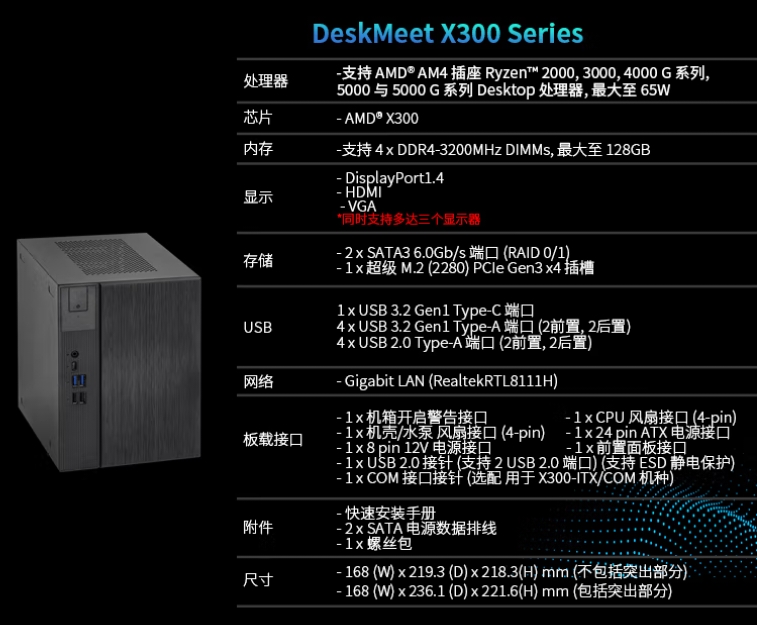 DeskMeet X300 Series
处理器
-支持 AMD® AM4 插座 Ryzen™ 2000, 3000, 4000 G 系列,
5000 与 5000 G 系列 Desktop 处理器, 最大至 65W
芯片
- AMD® X300
内存
-支持 4 x DDR4-3200MHz DIMMs, 最大至 128GB
显示
- DisplayPort1.4
- HDMI
- VGA
*同时支持多达三个显示器
存储
- 2 x SATA3 6.0Gb/s 端口 (RAID 0/1)
- 1 x 超级 M.2 (2280) PCIe Gen3 x4 插槽
USB
1 x USB 3.2 Gen1 Type-C 端口
4 x USB 3.2 Gen1 Type-A 端口 (2前置, 2后置)
4 x USB 2.0 Type-A 端口 (2前置, 2后置)
网络
- Gigabit LAN (RealtekRTL8111H)
板载接口
- 1 x 机箱开启警告接口 - 1 x CPU 风扇接口 (4-pin)
- 1 x 机壳/水泵 风扇接口 (4-pin) - 1 x 24 pin ATX 电源接口
- 1 x 8 pin 12V 电源接口 - 1 x 前置面板接口
- 1 x USB 2.0 接针 (支持 2 USB 2.0 端口) (支持 ESD 静电保护)
- 1 x COM 接口接针 (选配 用于 X300-ITX/COM 机种)
附件
- 快速安装手册
- 2 x SATA 电源数据排线
- 1 x 螺丝包
尺寸
- 168 (W) x 219.3 (D) x 218.3(H) mm (不包括突出部分)
- 168 (W) x 236.1 (D) x 221.6(H) mm (包括突出部分)